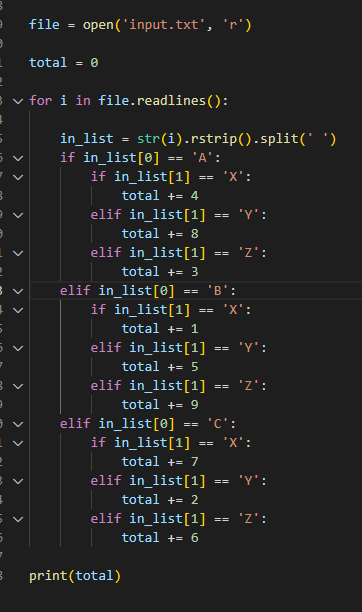 file = open('input.txt', 'r')
total = 0
for i in file.readlines():
in_list = str(i).rstrip().split(' ')
if in_list[0] == 'A':
if in_list[1] == 'X':
total += 4
elif in_list[1] == 'Y':
total += 8
elif in_list[1] == 'Z':
total += 3
elif in_list[0] == 'B':
if in_list[1] == 'X':
total += 1
elif in_list[1] == 'Y':
total += 5
elif in_list[1] == 'Z':
total += 9
elif in_list[0] == 'C':
if in_list[1] == 'X':
total += 7
elif in_list[1] == 'Y':
total += 2
elif in_list[1] == 'Z':
total += 6
print(total)